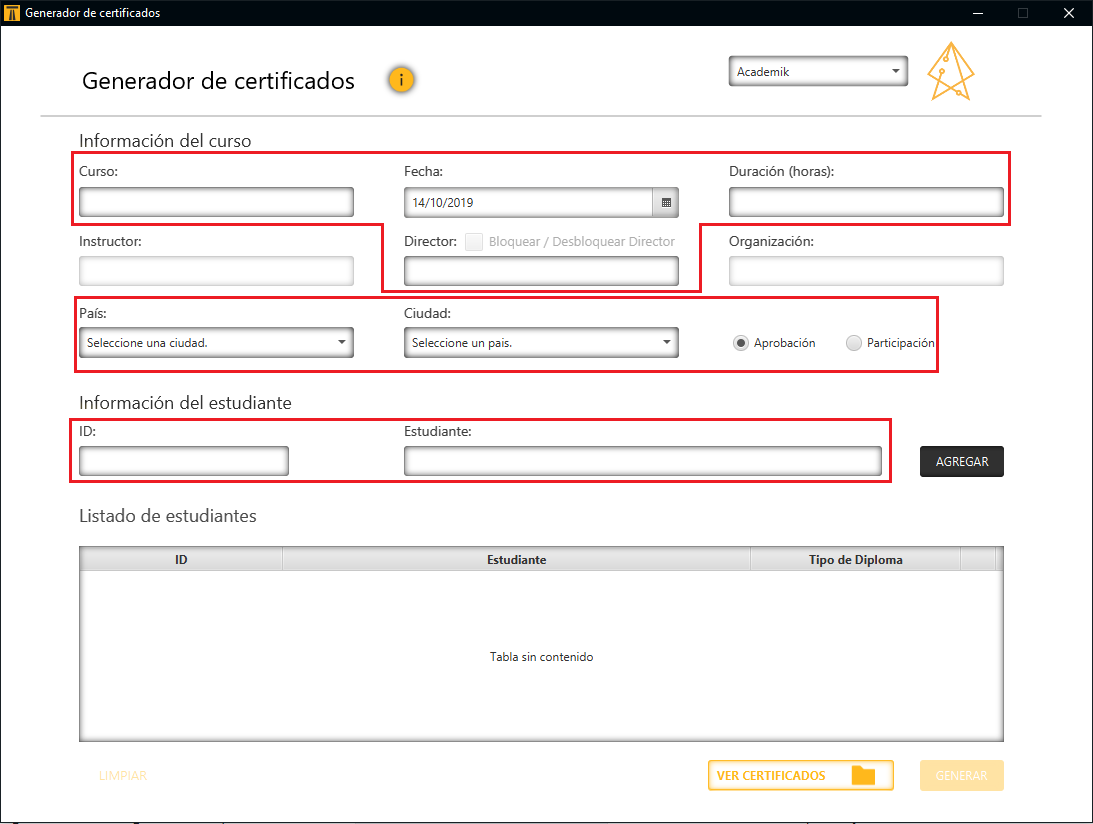 Generador de certificados
Generador de certificados i Academik
Información del curso
Curso: Fecha: Duración (horas):
14/10/2019
Instructor: Director: Bloquear / Desbloquear Director Organización:
País: Ciudad:
Seleccione una ciudad. Seleccione un pais. Aprobación Participación
Información del estudiante
ID: Estudiante:
AGREGAR
Listado de estudiantes
ID Estudiante Tipo de Diploma
Tabla sin contenido
LIMPIAR VER CERTIFICADOS GENERAR